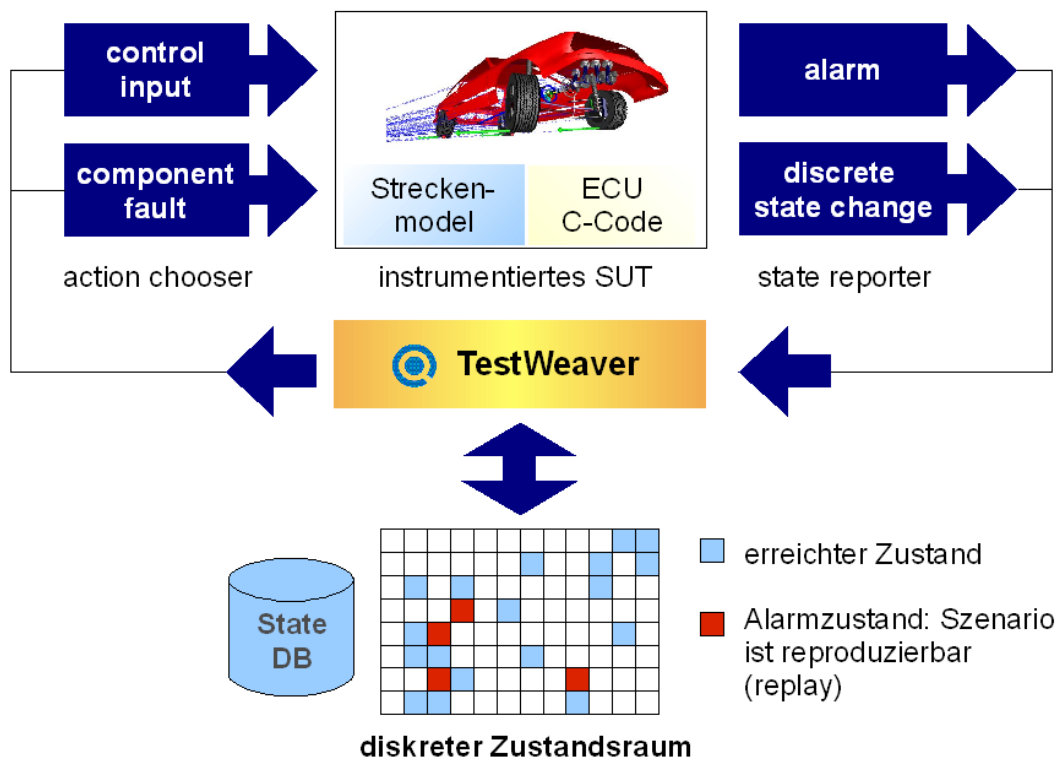 control
input
alarm
component
fault
Strecken-
model
ECU
C-Code
discrete
state change
action chooser
instrumentiertes SUT
state reporter
TestWeaver
State
DB
erreichter Zustand
Alarmzustand: Szenario
ist reproduzierbar
(replay)
diskreter Zustandsraum